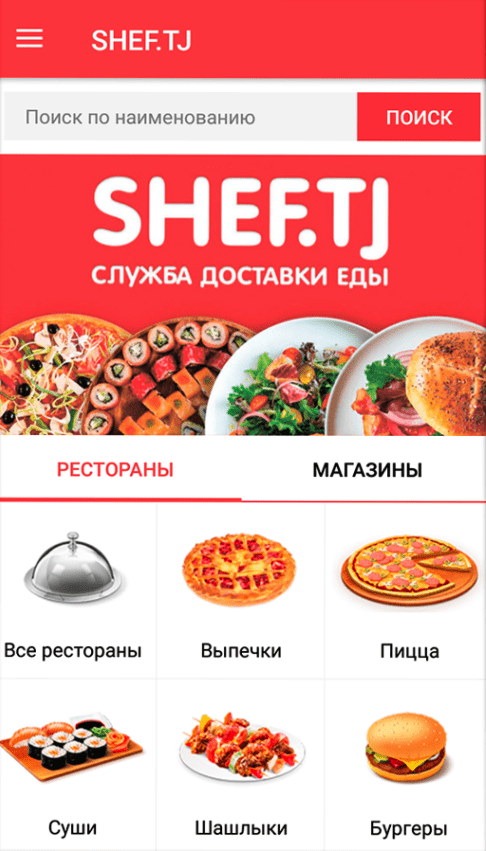 SHEF.TJ
Поиск по наименованию
ПОИСК
SHEF.TJ
СЛУЖБА ДОСТАВКИ ЕДЫ
РЕСТОРАНЫ
МАГАЗИНЫ
Все рестораны
Выпечки
Пицца
Суши
Шашлыки
Бургеры